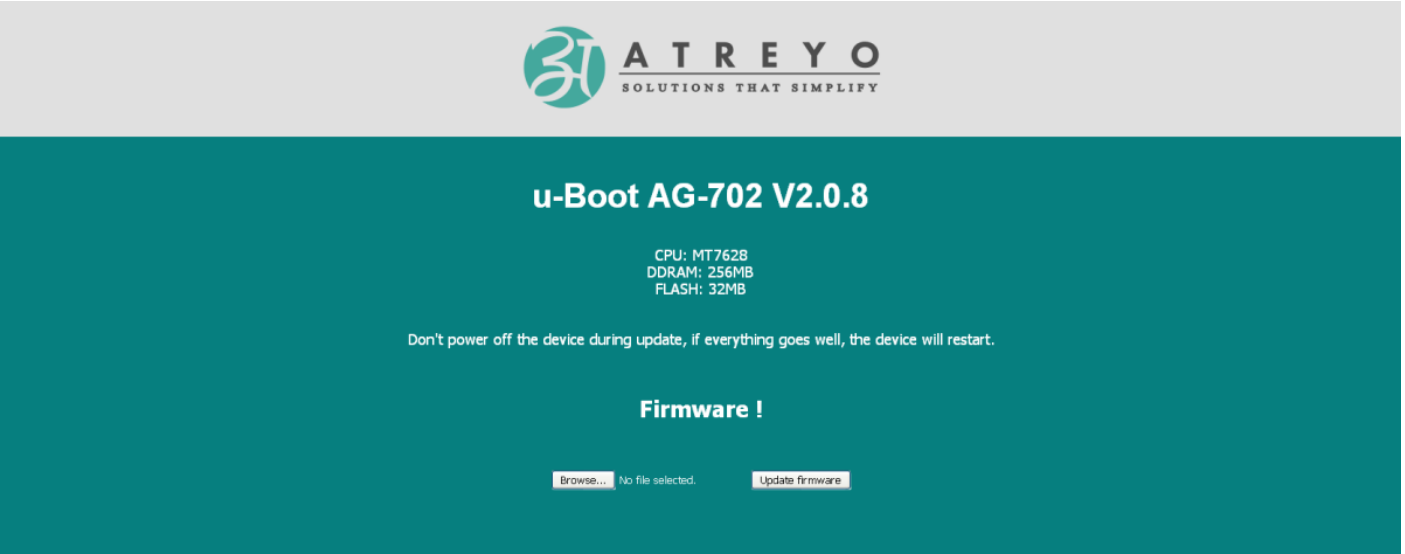 अ ATREYO
SOLUTIONS THAT SIMPLIFY
u-Boot AG-702 V2.0.8
CPU: MT7628
DDRAM: 256MB
FLASH: 32MB
Don't power off the device during update, if everything goes well, the device will restart.
Firmware !
Browse... No file selected. Update firmware